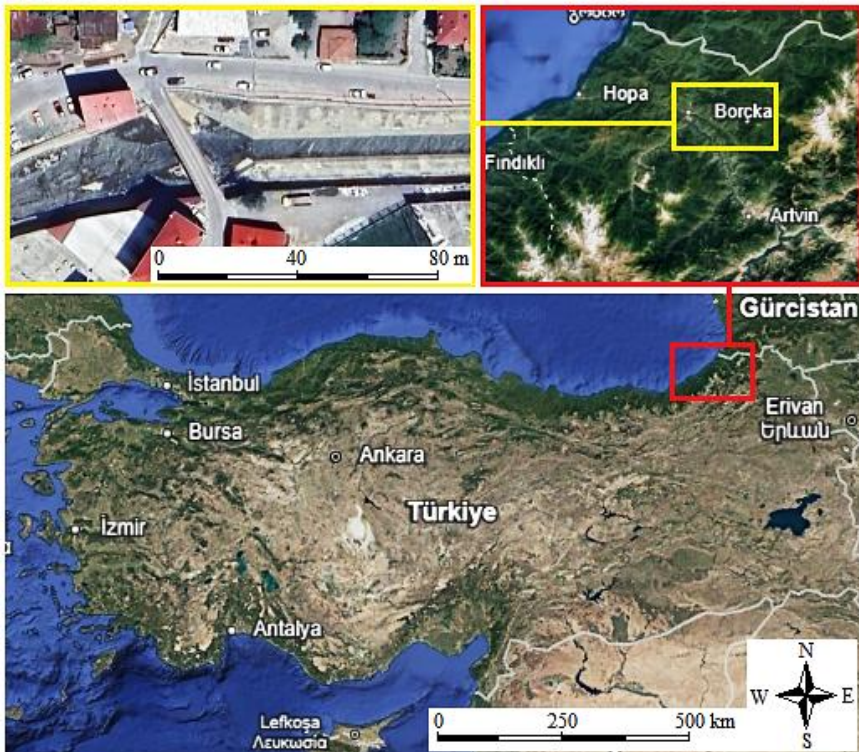 Hopa
Borçka
Fındıklı
Artvin
0 40 80 m
Gürcistan
İstanbul
Bursa
Ankara
Erivan
Երևան
Türkiye
İzmir
Antalya
N
W E
S
0 250 500 km
Lefkoşa
Λευκωσία